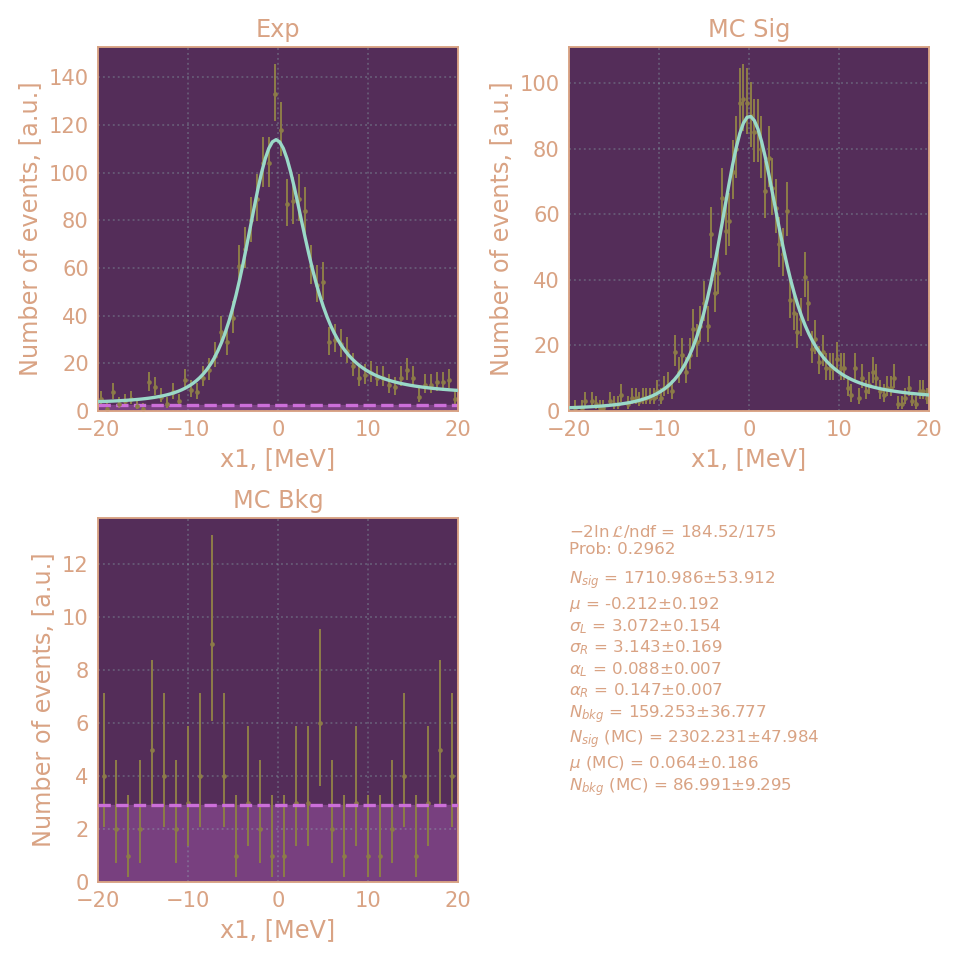 Exp
Number of events, [a.u.]
140
120
100
80
60
40
20
0
−20 −10 0 10 20
x1, [MeV]
MC Sig
Number of events, [a.u.]
100
80
60
40
20
0
−20 −10 0 10 20
x1, [MeV]
MC Bkg
Number of events, [a.u.]
12
10
8
6
4
2
0
−20 −10 0 10 20
x1, [MeV]
−2ln ℒ/ndf = 184.52/175
Prob: 0.2962
N_sig = 1710.986±53.912
μ = -0.212±0.192
σ_L = 3.072±0.154
σ_R = 3.143±0.169
α_L = 0.088±0.007
α_R = 0.147±0.007
N_bkg = 159.253±36.777
N_sig (MC) = 2302.231±47.984
μ (MC) = 0.064±0.186
N_bkg (MC) = 86.991±9.295